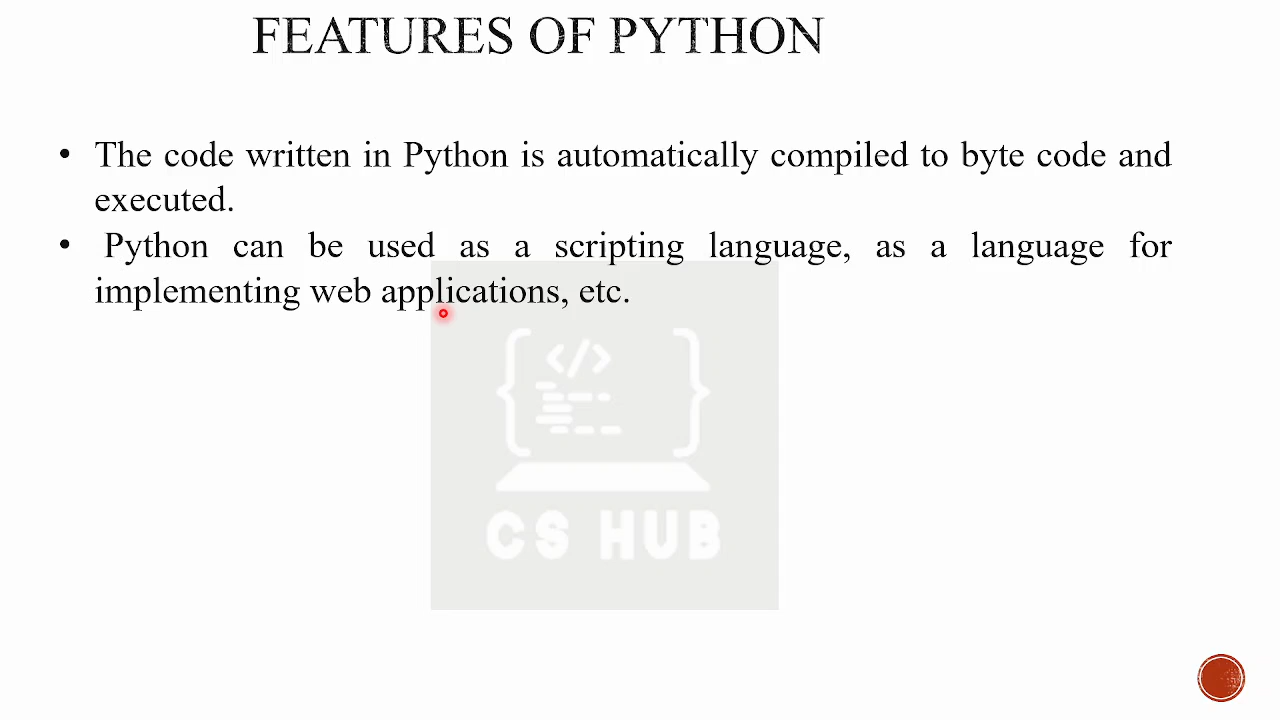 FEATURES OF PYTHON
• The code written in Python is automatically compiled to byte code and
executed.
• Python can be used as a scripting language, as a language for
implementing web applications, etc.
{ </> }
CS HUB